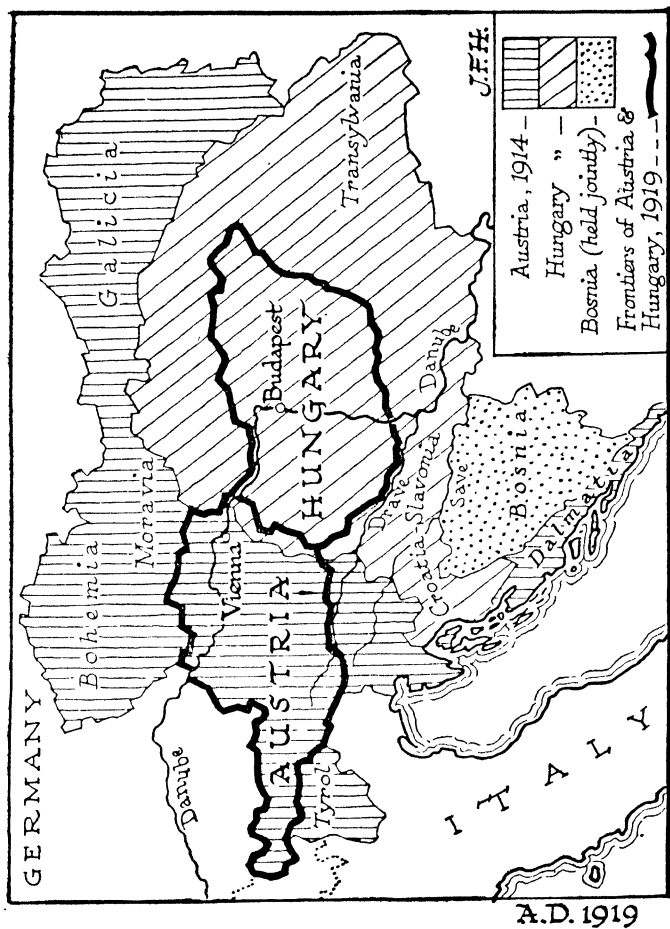 GERMANY
Bohemia
Moravia
Galicia
Danube
Vienna
AUSTRIA
Tyrol
Budapest
HUNGARY
Transylvania
Danube
Drave
Croatia Slavonia
Save
Bosnia
Dalmatia
ITALY
J.F.H.
Austria, 1914 –
Hungary „ –
Bosnia (held jointly) –
Frontiers of Austria &
Hungary, 1919 – – –
A.D. 1919